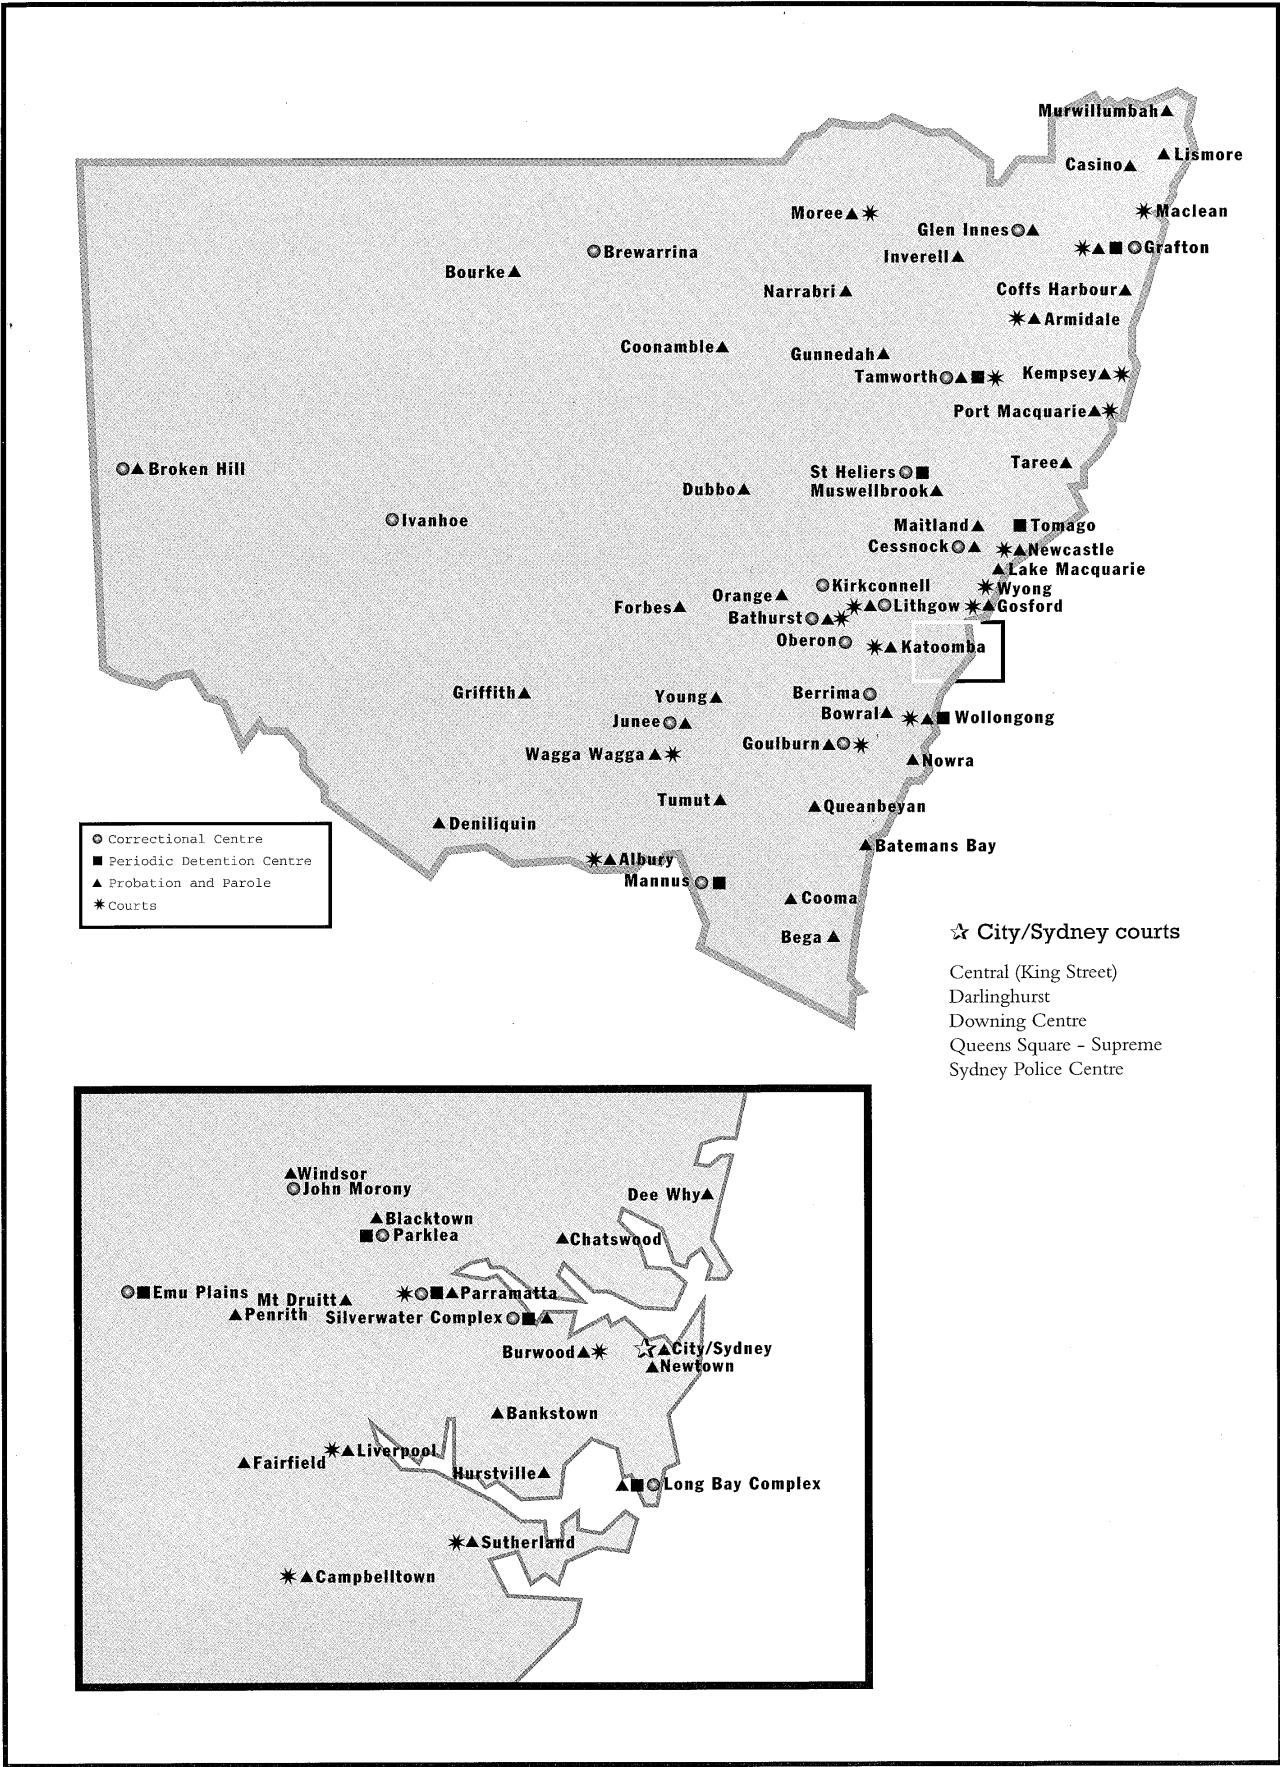 Murwillumbah
Lismore
Casino
Moree
Maclean
Glen Innes
Grafton
Brewarrina
Inverell
Bourke
Narrabri
Coffs Harbour
Armidale
Coonamble
Gunnedah
Tamworth
Kempsey
Port Macquarie
Broken Hill
St Heliers
Taree
Dubbo
Muswellbrook
Ivanhoe
Maitland
Tomago
Cessnock
Newcastle
Lake Macquarie
Kirkconnell
Wyong
Orange
Forbes
Lithgow
Gosford
Bathurst
Oberon
Katoomba
Griffith
Young
Berrima
Junee
Bowral
Wollongong
Wagga Wagga
Goulburn
Nowra
Tumut
Queanbeyan
Deniliquin
Batemans Bay
Albury
Mannus
Cooma
Bega
Correctional Centre
Periodic Detention Centre
Probation and Parole
Courts
City/Sydney courts
Central (King Street)
Darlinghurst
Downing Centre
Queens Square - Supreme
Sydney Police Centre
Windsor
John Morony
Dee Why
Blacktown
Parklea
Chatswood
Emu Plains
Mt Druitt
Parramatta
Penrith
Silverwater Complex
Burwood
City/Sydney
Newtown
Bankstown
Liverpool
Fairfield
Hurstville
Long Bay Complex
Sutherland
Campbelltown